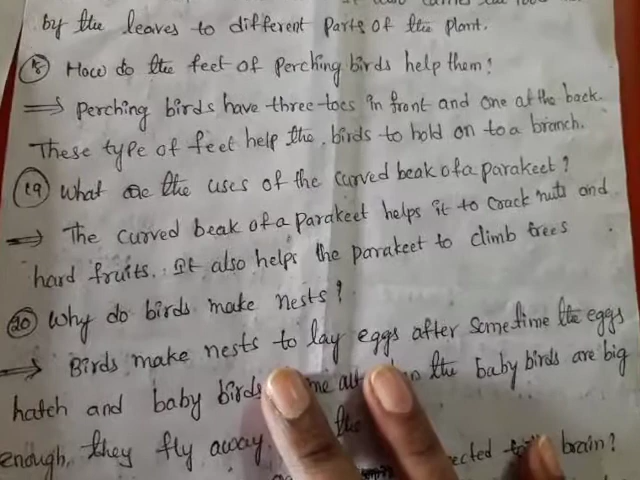 by the leaves to different parts of the plant.
18 How do the feet of perching birds help them?
⇒ perching birds have three toes in front and one at the back.
These type of feet help the birds to hold on to a branch.
19 What are the uses of the curved beak of a parakeet?
⇒ The curved beak of a parakeet helps it to crack nuts and
hard fruits. It also helps the parakeet to climb trees
20 Why do birds make nests?
⇒ Birds make nests to lay eggs after sometime the eggs
hatch and baby birds the baby birds are big
enough, they fly away. the
brain?